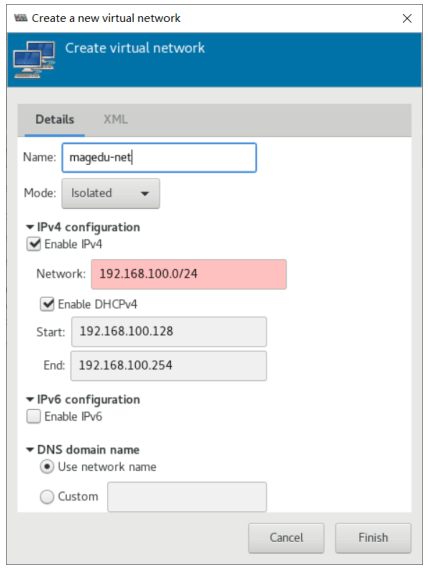 Create a new virtual network
Create virtual network
Details XML
Name: magedu-net
Mode: Isolated
IPv4 configuration
Enable IPv4
Network: 192.168.100.0/24
Enable DHCPv4
Start: 192.168.100.128
End: 192.168.100.254
IPv6 configuration
Enable IPv6
DNS domain name
Use network name
Custom
Cancel Finish